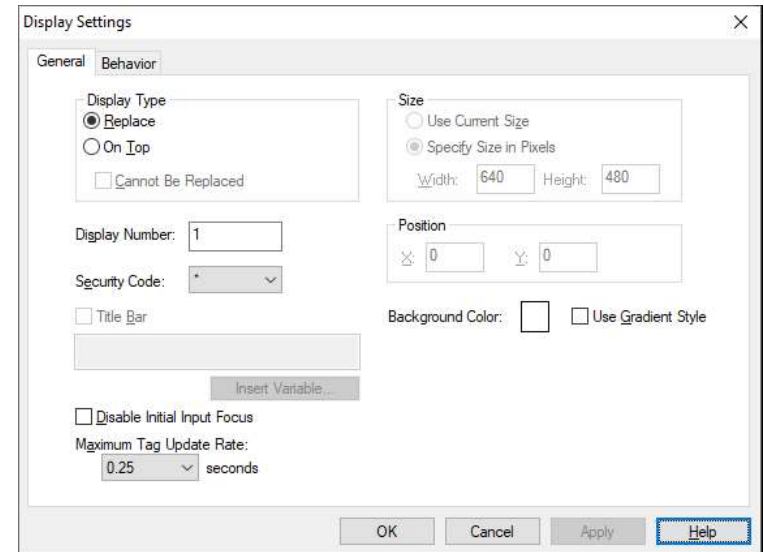 Display Settings
General Behavior
Display Type
Replace
On Top
Cannot Be Replaced
Size
Use Current Size
Specify Size in Pixels
Width: 640 Height: 480
Display Number: 1
Position
X: 0 Y: 0
Security Code: *
Title Bar
Background Color: Use Gradient Style
Insert Variable...
Disable Initial Input Focus
Maximum Tag Update Rate:
0.25 seconds
OK Cancel Apply Help